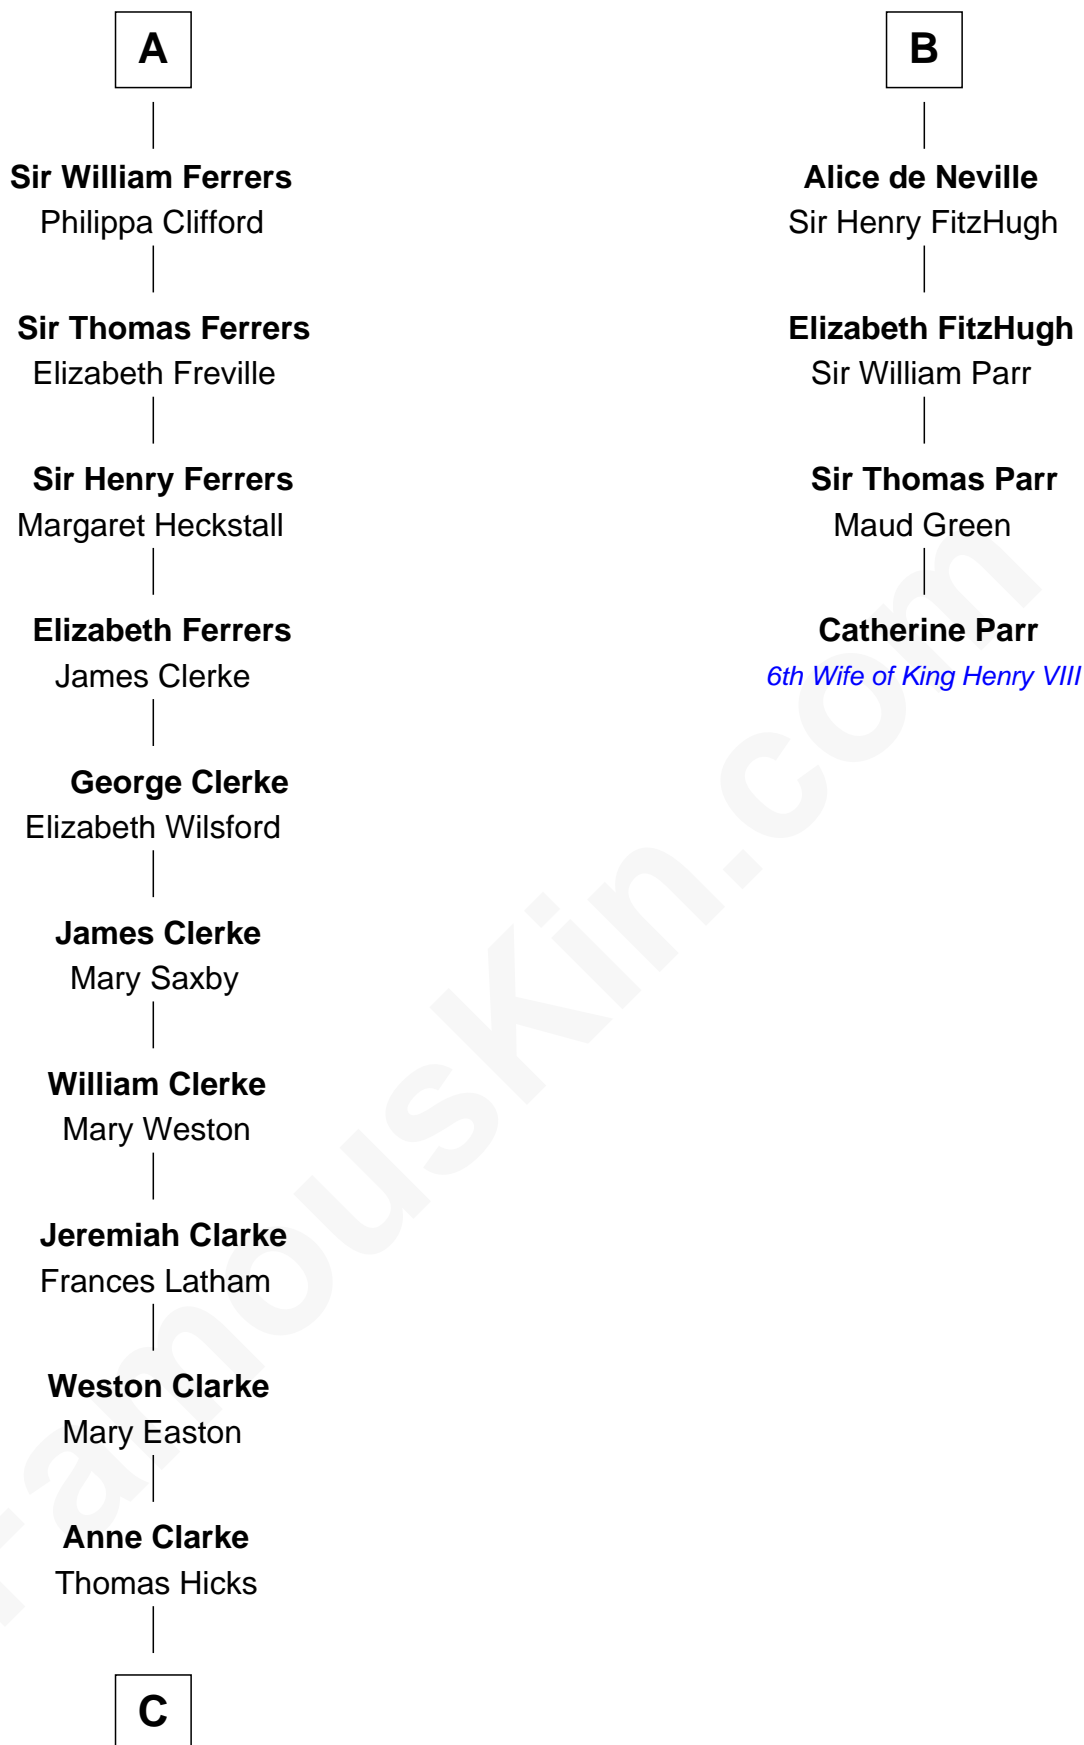 A
Sir William Ferrers
Philippa Clifford
Sir Thomas Ferrers
Elizabeth Freville
Sir Henry Ferrers
Margaret Heckstall
Elizabeth Ferrers
James Clerke
George Clerke
Elizabeth Wilsford
James Clerke
Mary Saxby
William Clerke
Mary Weston
Jeremiah Clarke
Frances Latham
Weston Clarke
Mary Easton
Anne Clarke
Thomas Hicks
C
B
Alice de Neville
Sir Henry FitzHugh
Elizabeth FitzHugh
Sir William Parr
Sir Thomas Parr
Maud Green
Catherine Parr
6th Wife of King Henry VIII
FamousKin.com